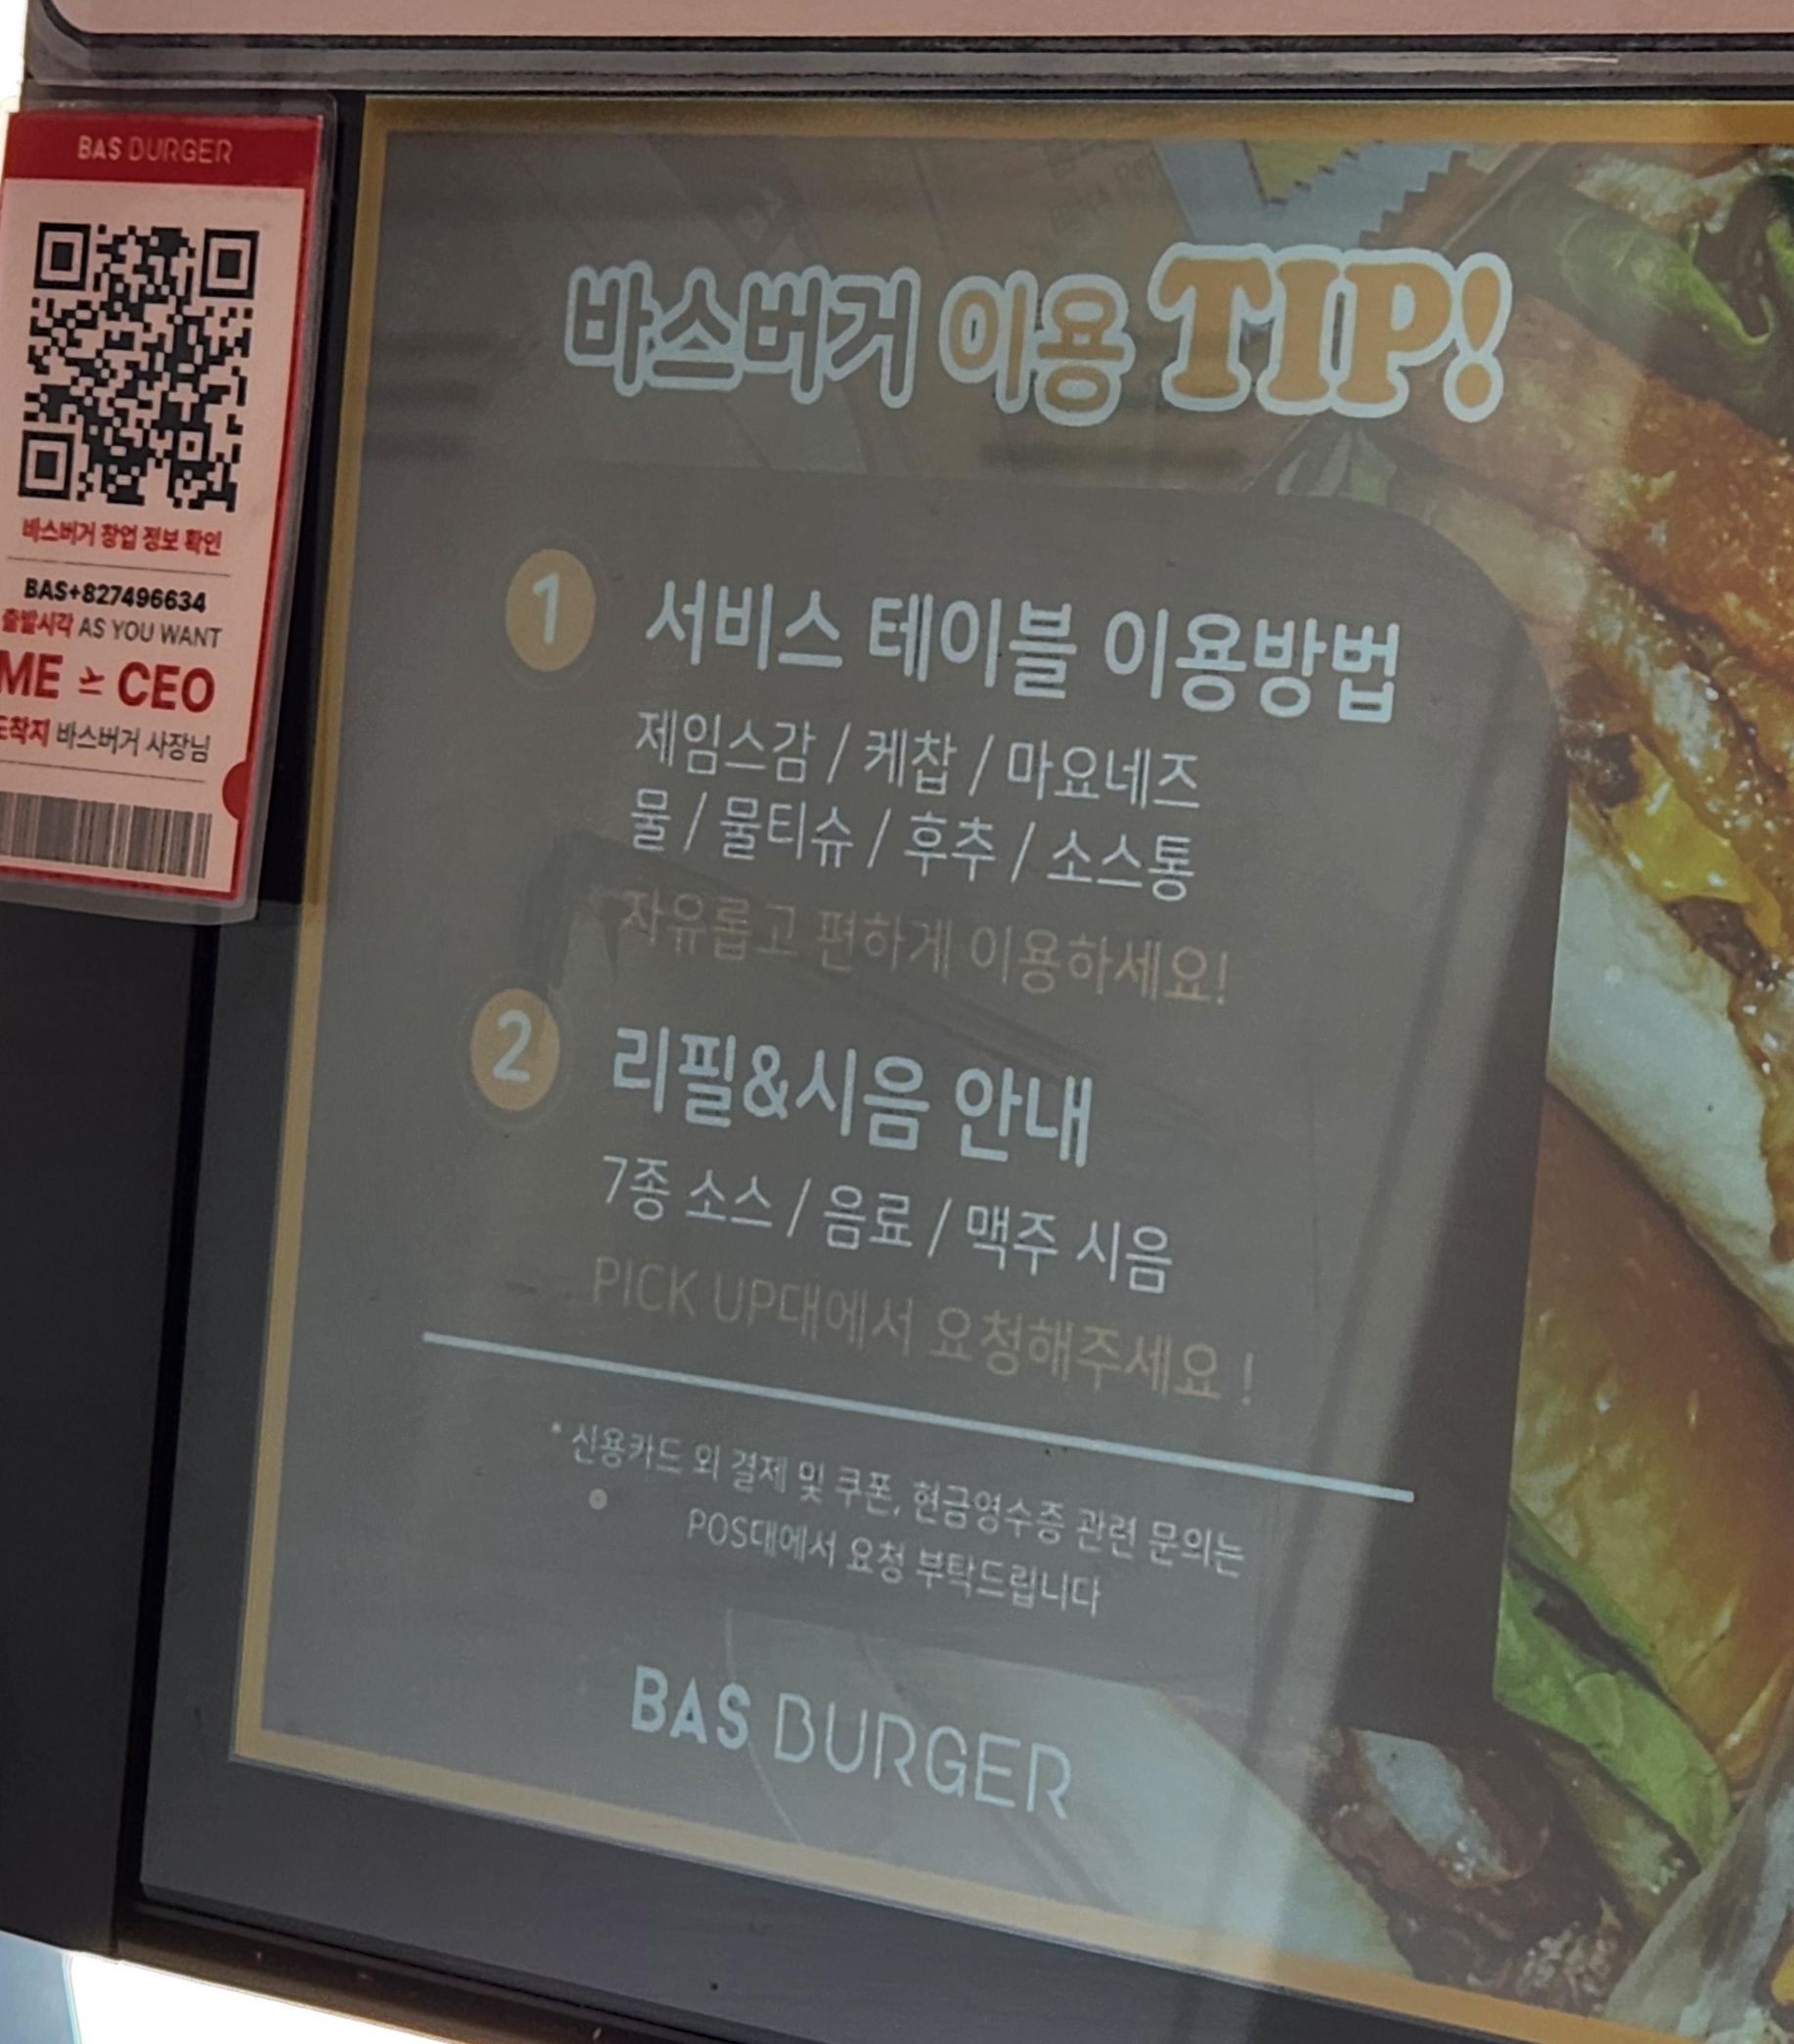 BAS BURGER
바스버거 창업 정보 확인
BAS+827496634
출발시각 AS YOU WANT
ME CEO
도착지 바스버거 사장님
바스버거 이용 TIP!
1 서비스 테이블 이용방법
제임스감 / 케찹 / 마요네즈
물 / 물티슈 / 후추 / 소스통
자유롭고 편하게 이용하세요!
2 리필&시음 안내
7종 소스 / 음료 / 맥주 시음
PICK UP대에서 요청해주세요 !
* 신용카드 외 결제 및 쿠폰, 현금영수증 관련 문의는
POS대에서 요청 부탁드립니다
BAS BURGER